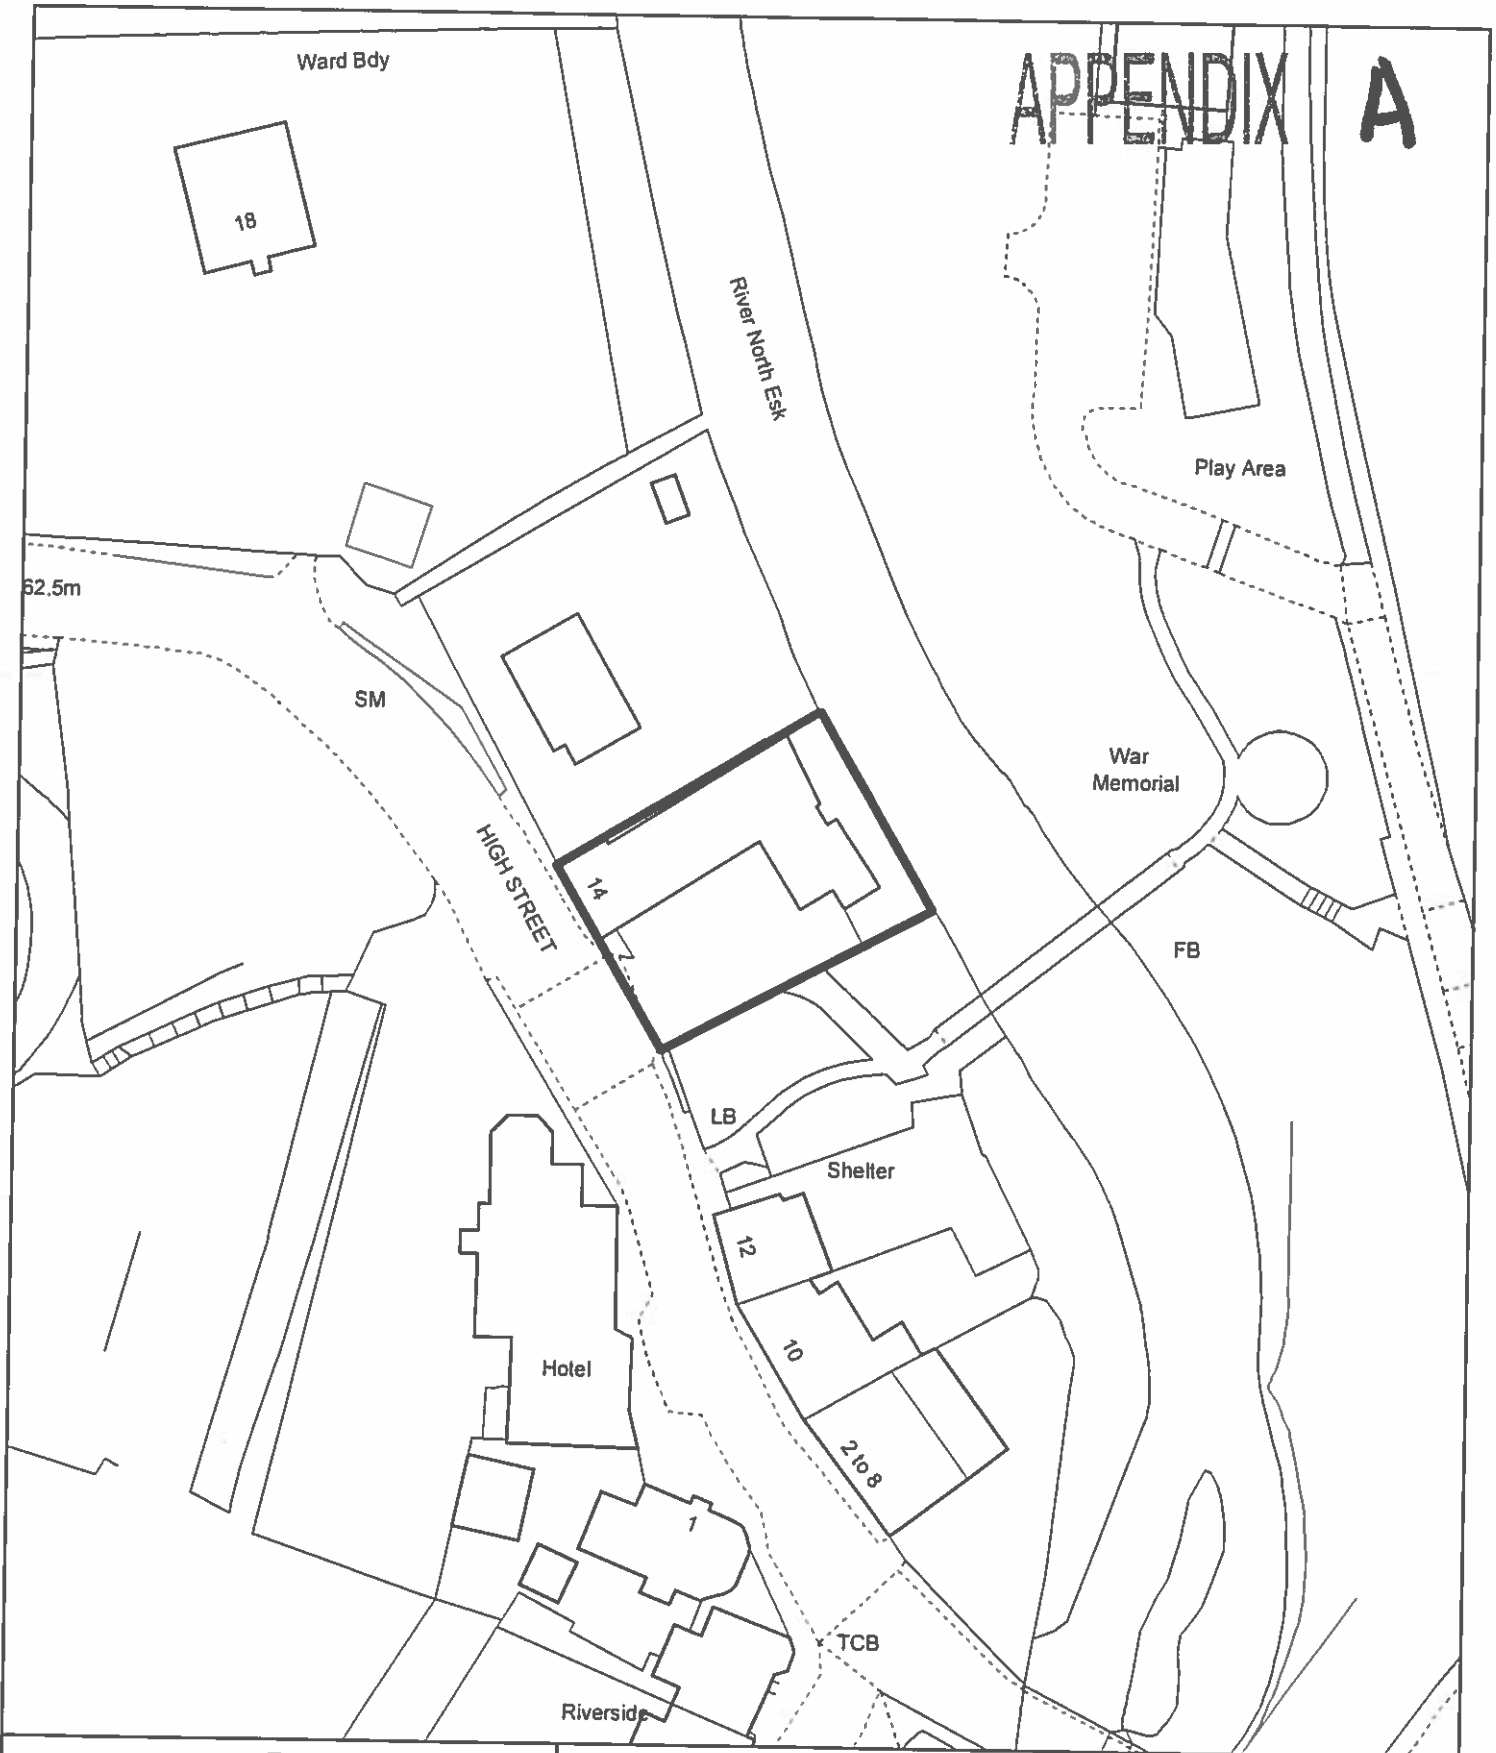 Ward Bdy
APPENDIX A
18
River North Esk
Play Area
62.5m
SM
War
Memorial
HIGH STREET
14
FB
LB
Shelter
12
10
Hotel
2 to 8
1
TCB
Riverside